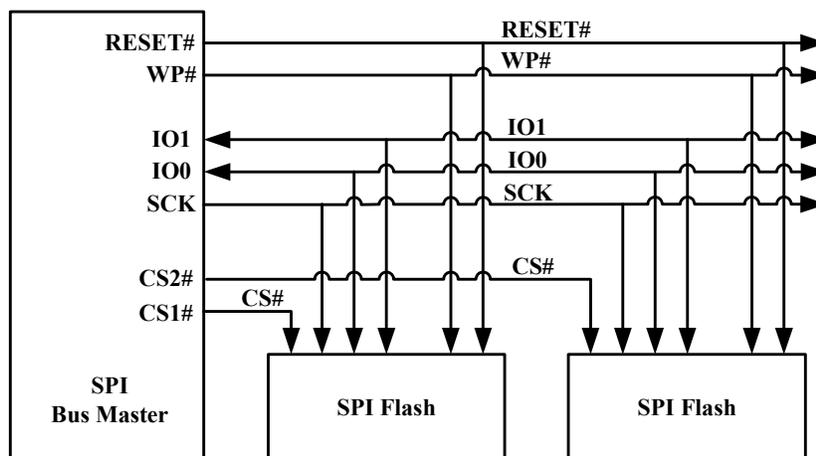 RESET#
RESET#
WP#
WP#
IO1
IO1
IO0
IO0
SCK
SCK
CS2#
CS#
CS1#
CS#
SPI
Bus Master
SPI Flash
SPI Flash